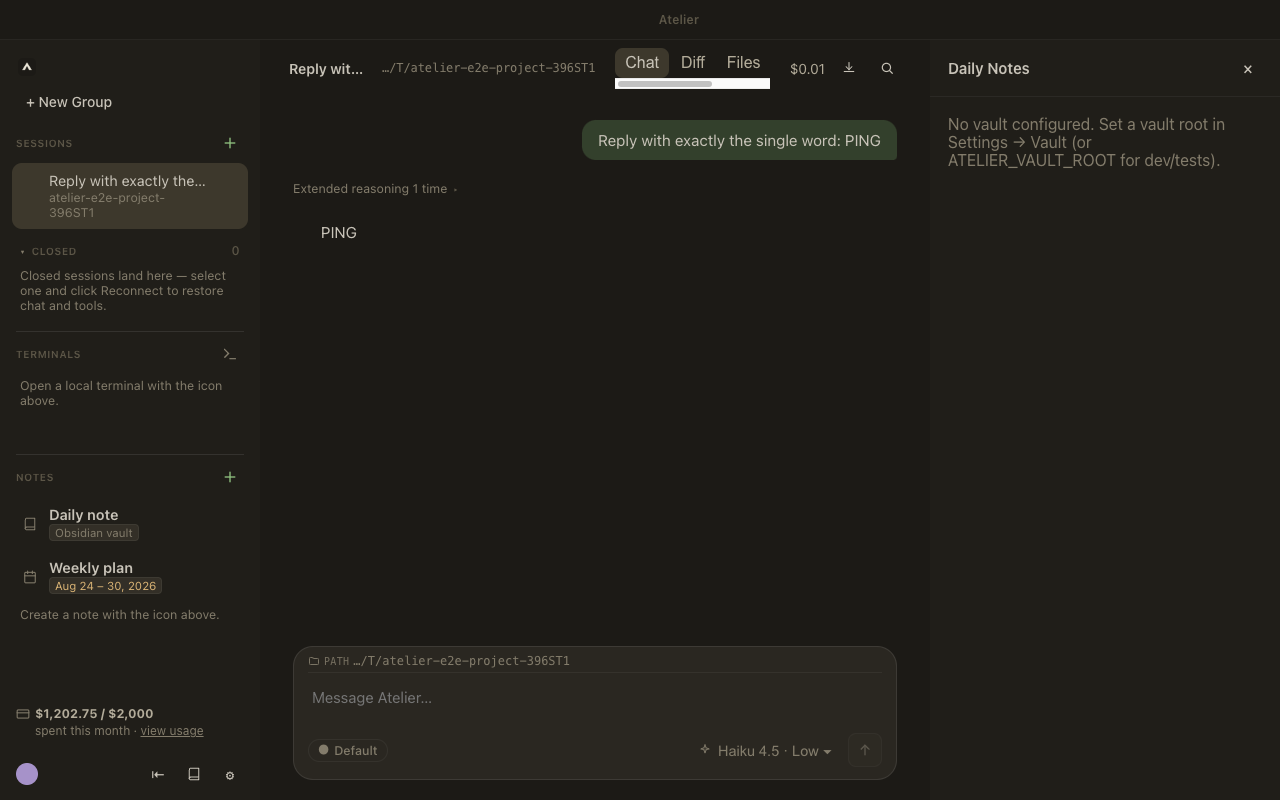 Atelier
+ New Group
SESSIONS
Reply with exactly the...
atelier-e2e-project-
396ST1
CLOSED 0
Closed sessions land here — select
one and click Reconnect to restore
chat and tools.
TERMINALS
Open a local terminal with the icon
above.
NOTES
Daily note
Obsidian vault
Weekly plan
Aug 24 – 30, 2026
Create a note with the icon above.
$1,202.75 / $2,000
spent this month · view usage
Reply wit... …/T/atelier-e2e-project-396ST1 Chat Diff Files $0.01
Reply with exactly the single word: PING
Extended reasoning 1 time
PING
PATH …/T/atelier-e2e-project-396ST1
Message Atelier...
Default Haiku 4.5 · Low
Daily Notes
No vault configured. Set a vault root in
Settings → Vault (or
ATELIER_VAULT_ROOT for dev/tests).